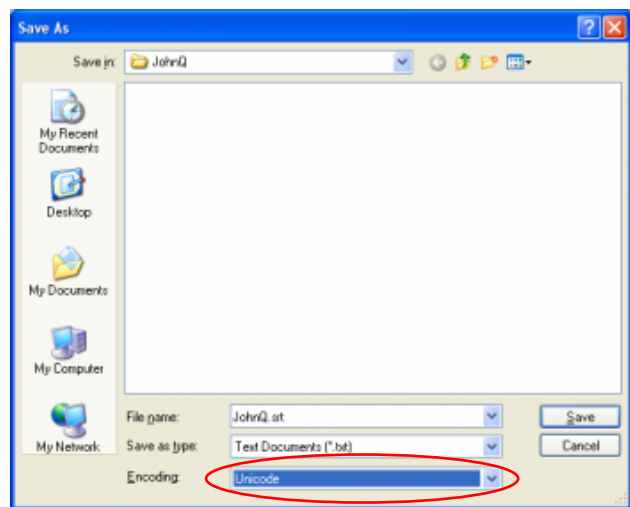 Save As
Save in: JohnQ
My Recent
Documents
Desktop
My Documents
My Computer
My Network
File name: JohnQ.srt Save
Save as type: Text Documents (*.txt) Cancel
Encoding: Unicode